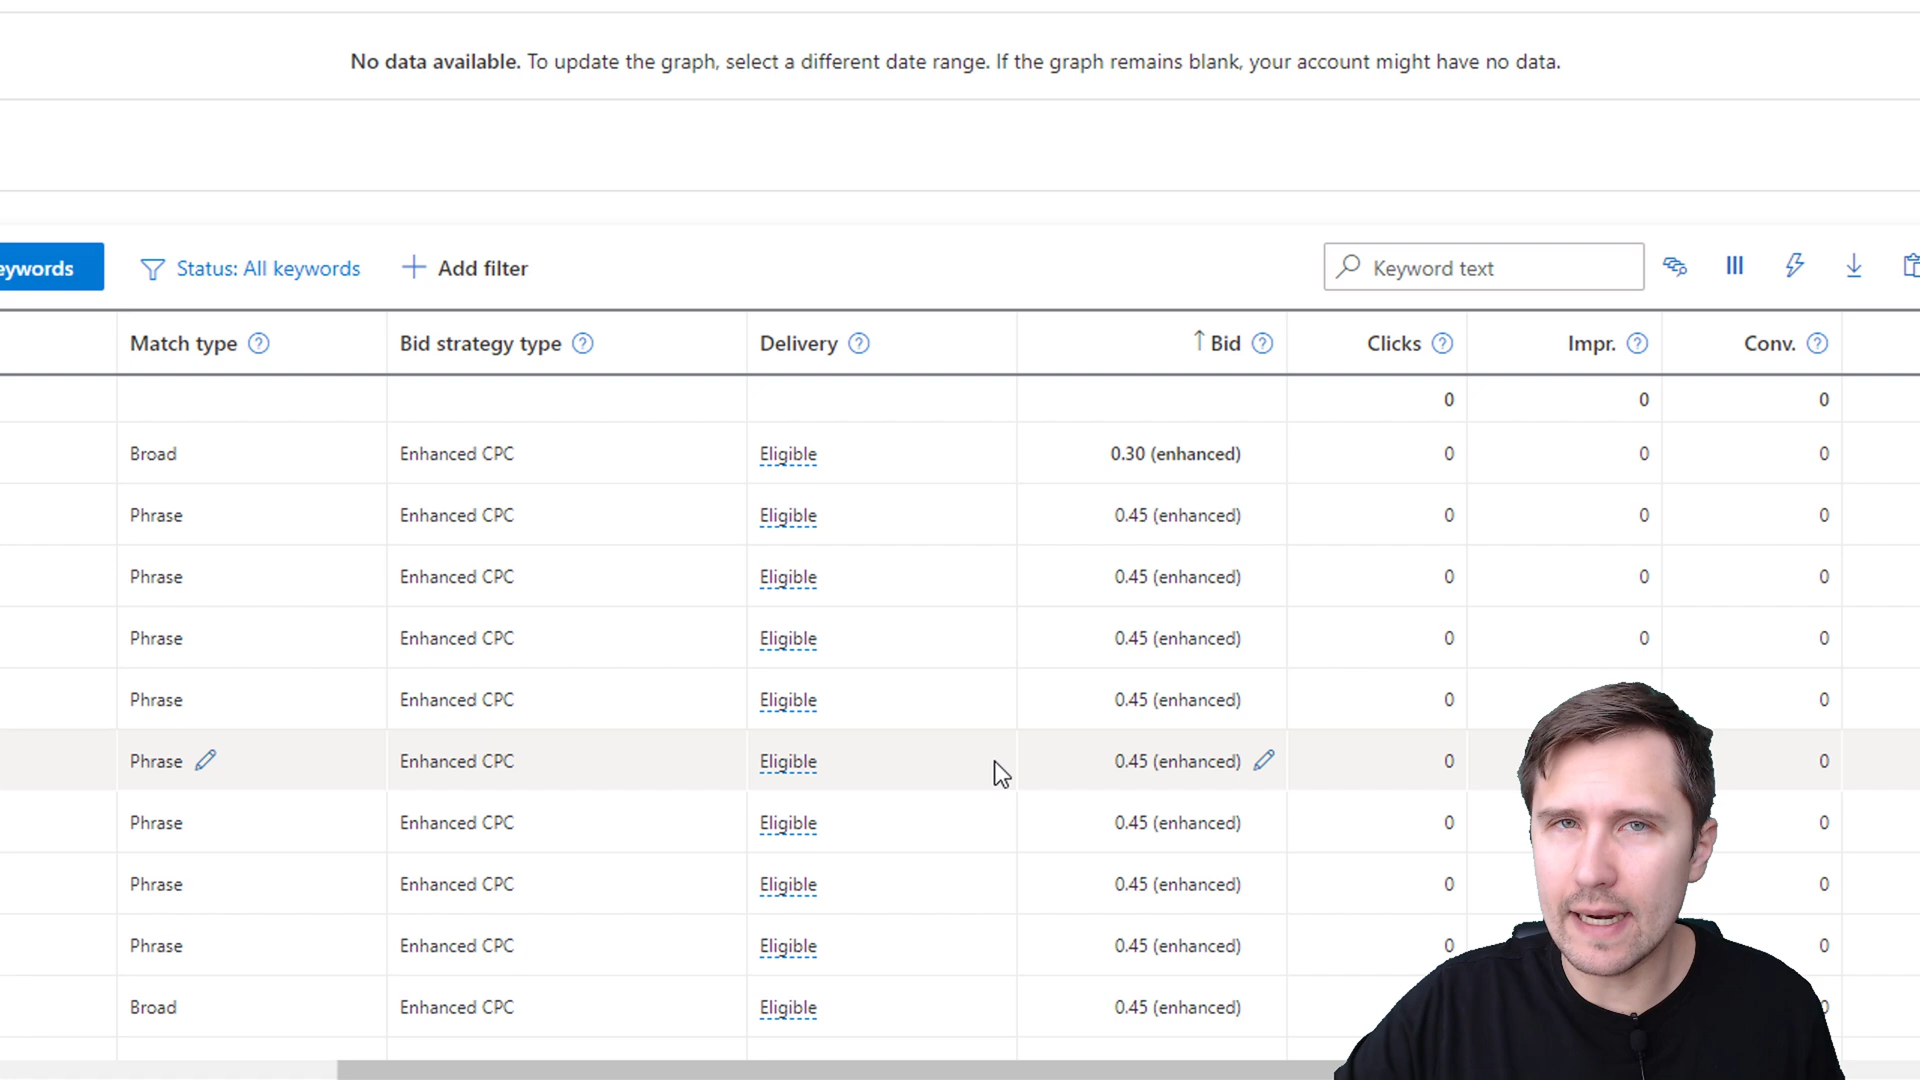 No data available. To update the graph, select a different date range. If the graph remains blank, your account might have no data.
eywords Status: All keywords Add filter Keyword text
Match type Bid strategy type Delivery Bid Clicks Impr. Conv.
0 0 0
Broad Enhanced CPC Eligible 0.30 (enhanced) 0 0 0
Phrase Enhanced CPC Eligible 0.45 (enhanced) 0 0 0
Phrase Enhanced CPC Eligible 0.45 (enhanced) 0 0 0
Phrase Enhanced CPC Eligible 0.45 (enhanced) 0 0 0
Phrase Enhanced CPC Eligible 0.45 (enhanced) 0 0
Phrase Enhanced CPC Eligible 0.45 (enhanced) 0 0
Phrase Enhanced CPC Eligible 0.45 (enhanced) 0 0
Phrase Enhanced CPC Eligible 0.45 (enhanced) 0 0
Phrase Enhanced CPC Eligible 0.45 (enhanced) 0 0
Broad Enhanced CPC Eligible 0.45 (enhanced)